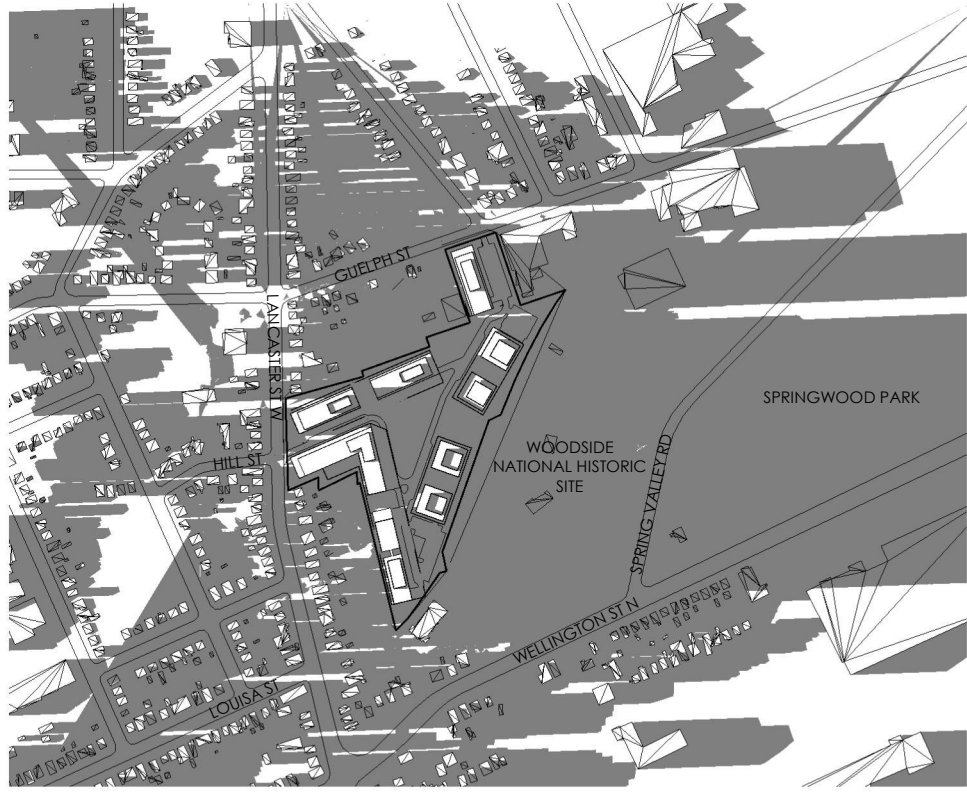 GUELPH ST
LANCASTER ST W
SPRINGWOOD PARK
WOODSIDE
NATIONAL HISTORIC
SITE
HILL ST
SPRING VALLEY RD
WELLINGTON ST N
LOUISA ST